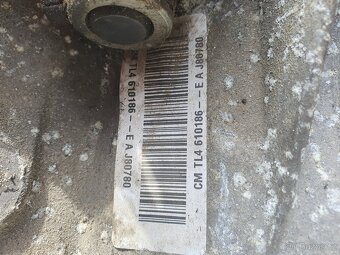 CM TL4 610186-- -E A J80780
TL4 610186-- -E A J80780